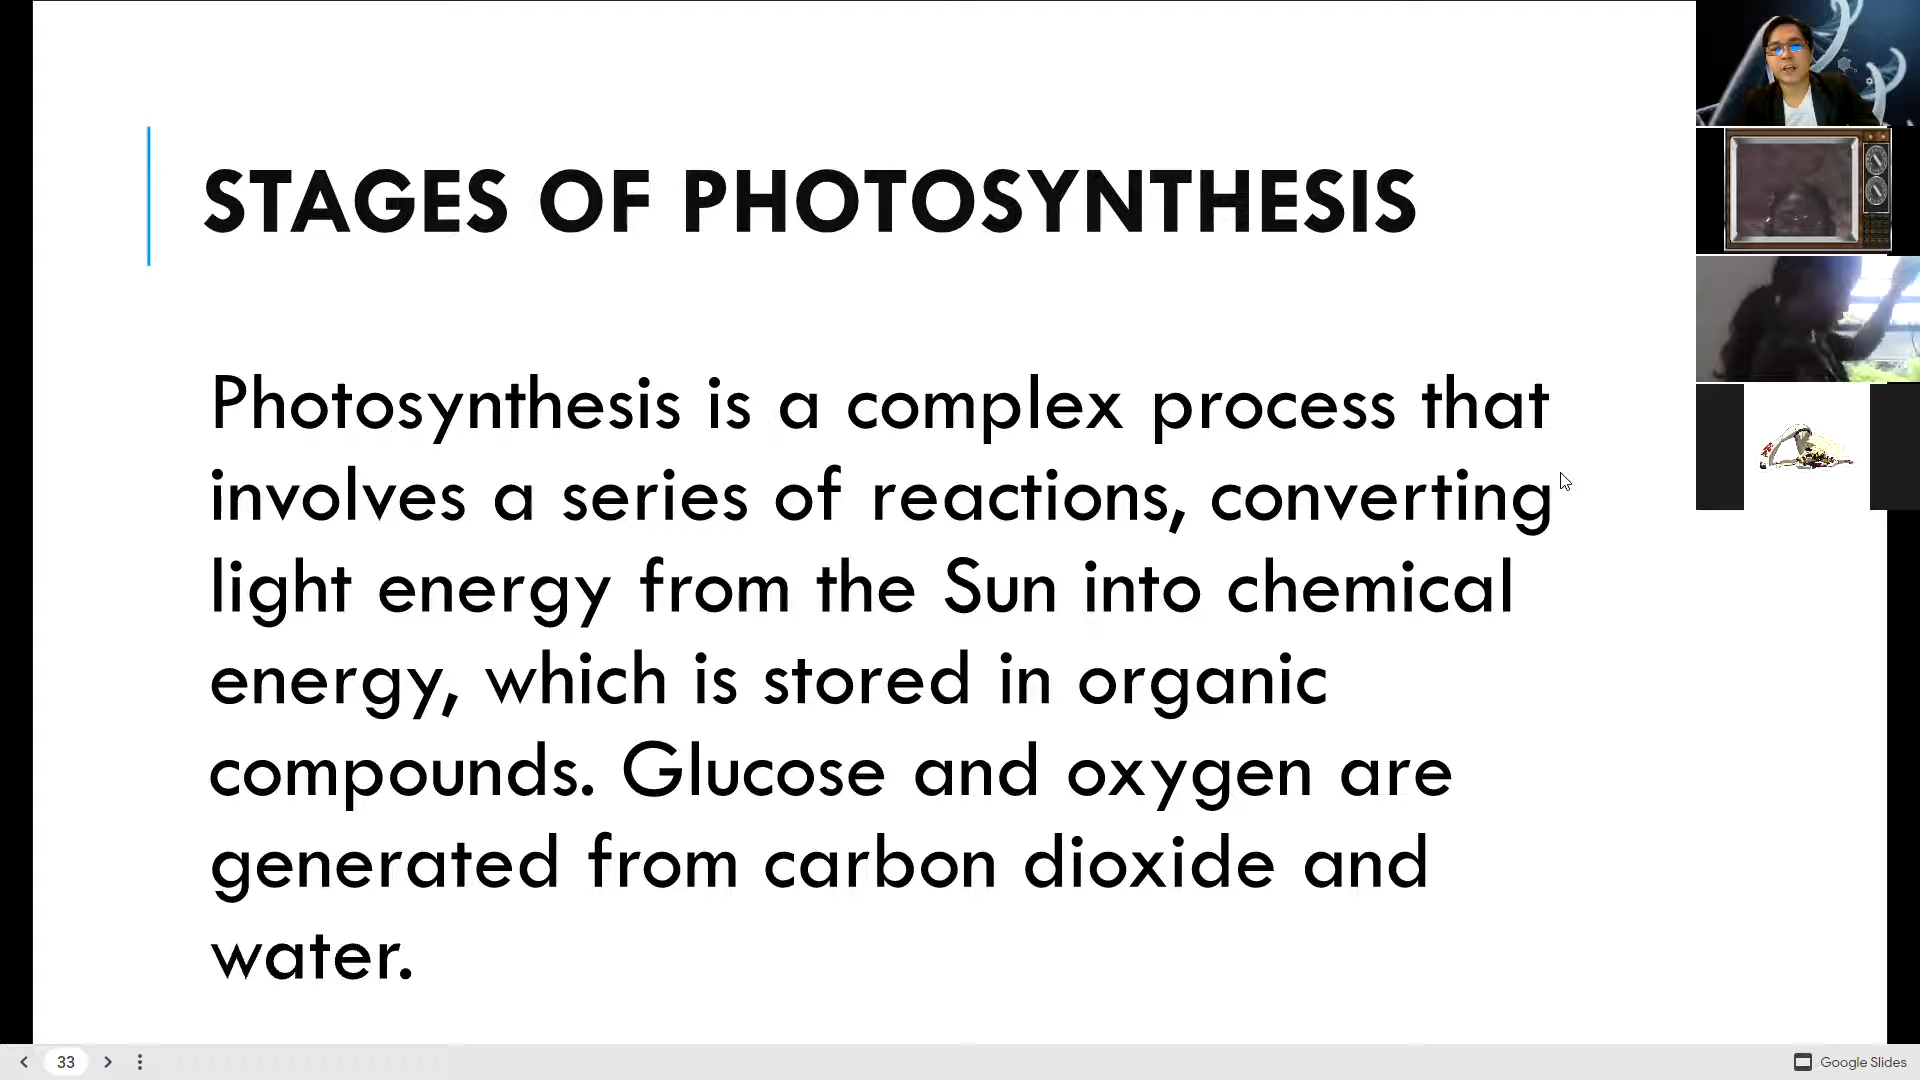 STAGES OF PHOTOSYNTHESIS
Photosynthesis is a complex process that
involves a series of reactions, converting
light energy from the Sun into chemical
energy, which is stored in organic
compounds. Glucose and oxygen are
generated from carbon dioxide and
water.
33
Google Slides